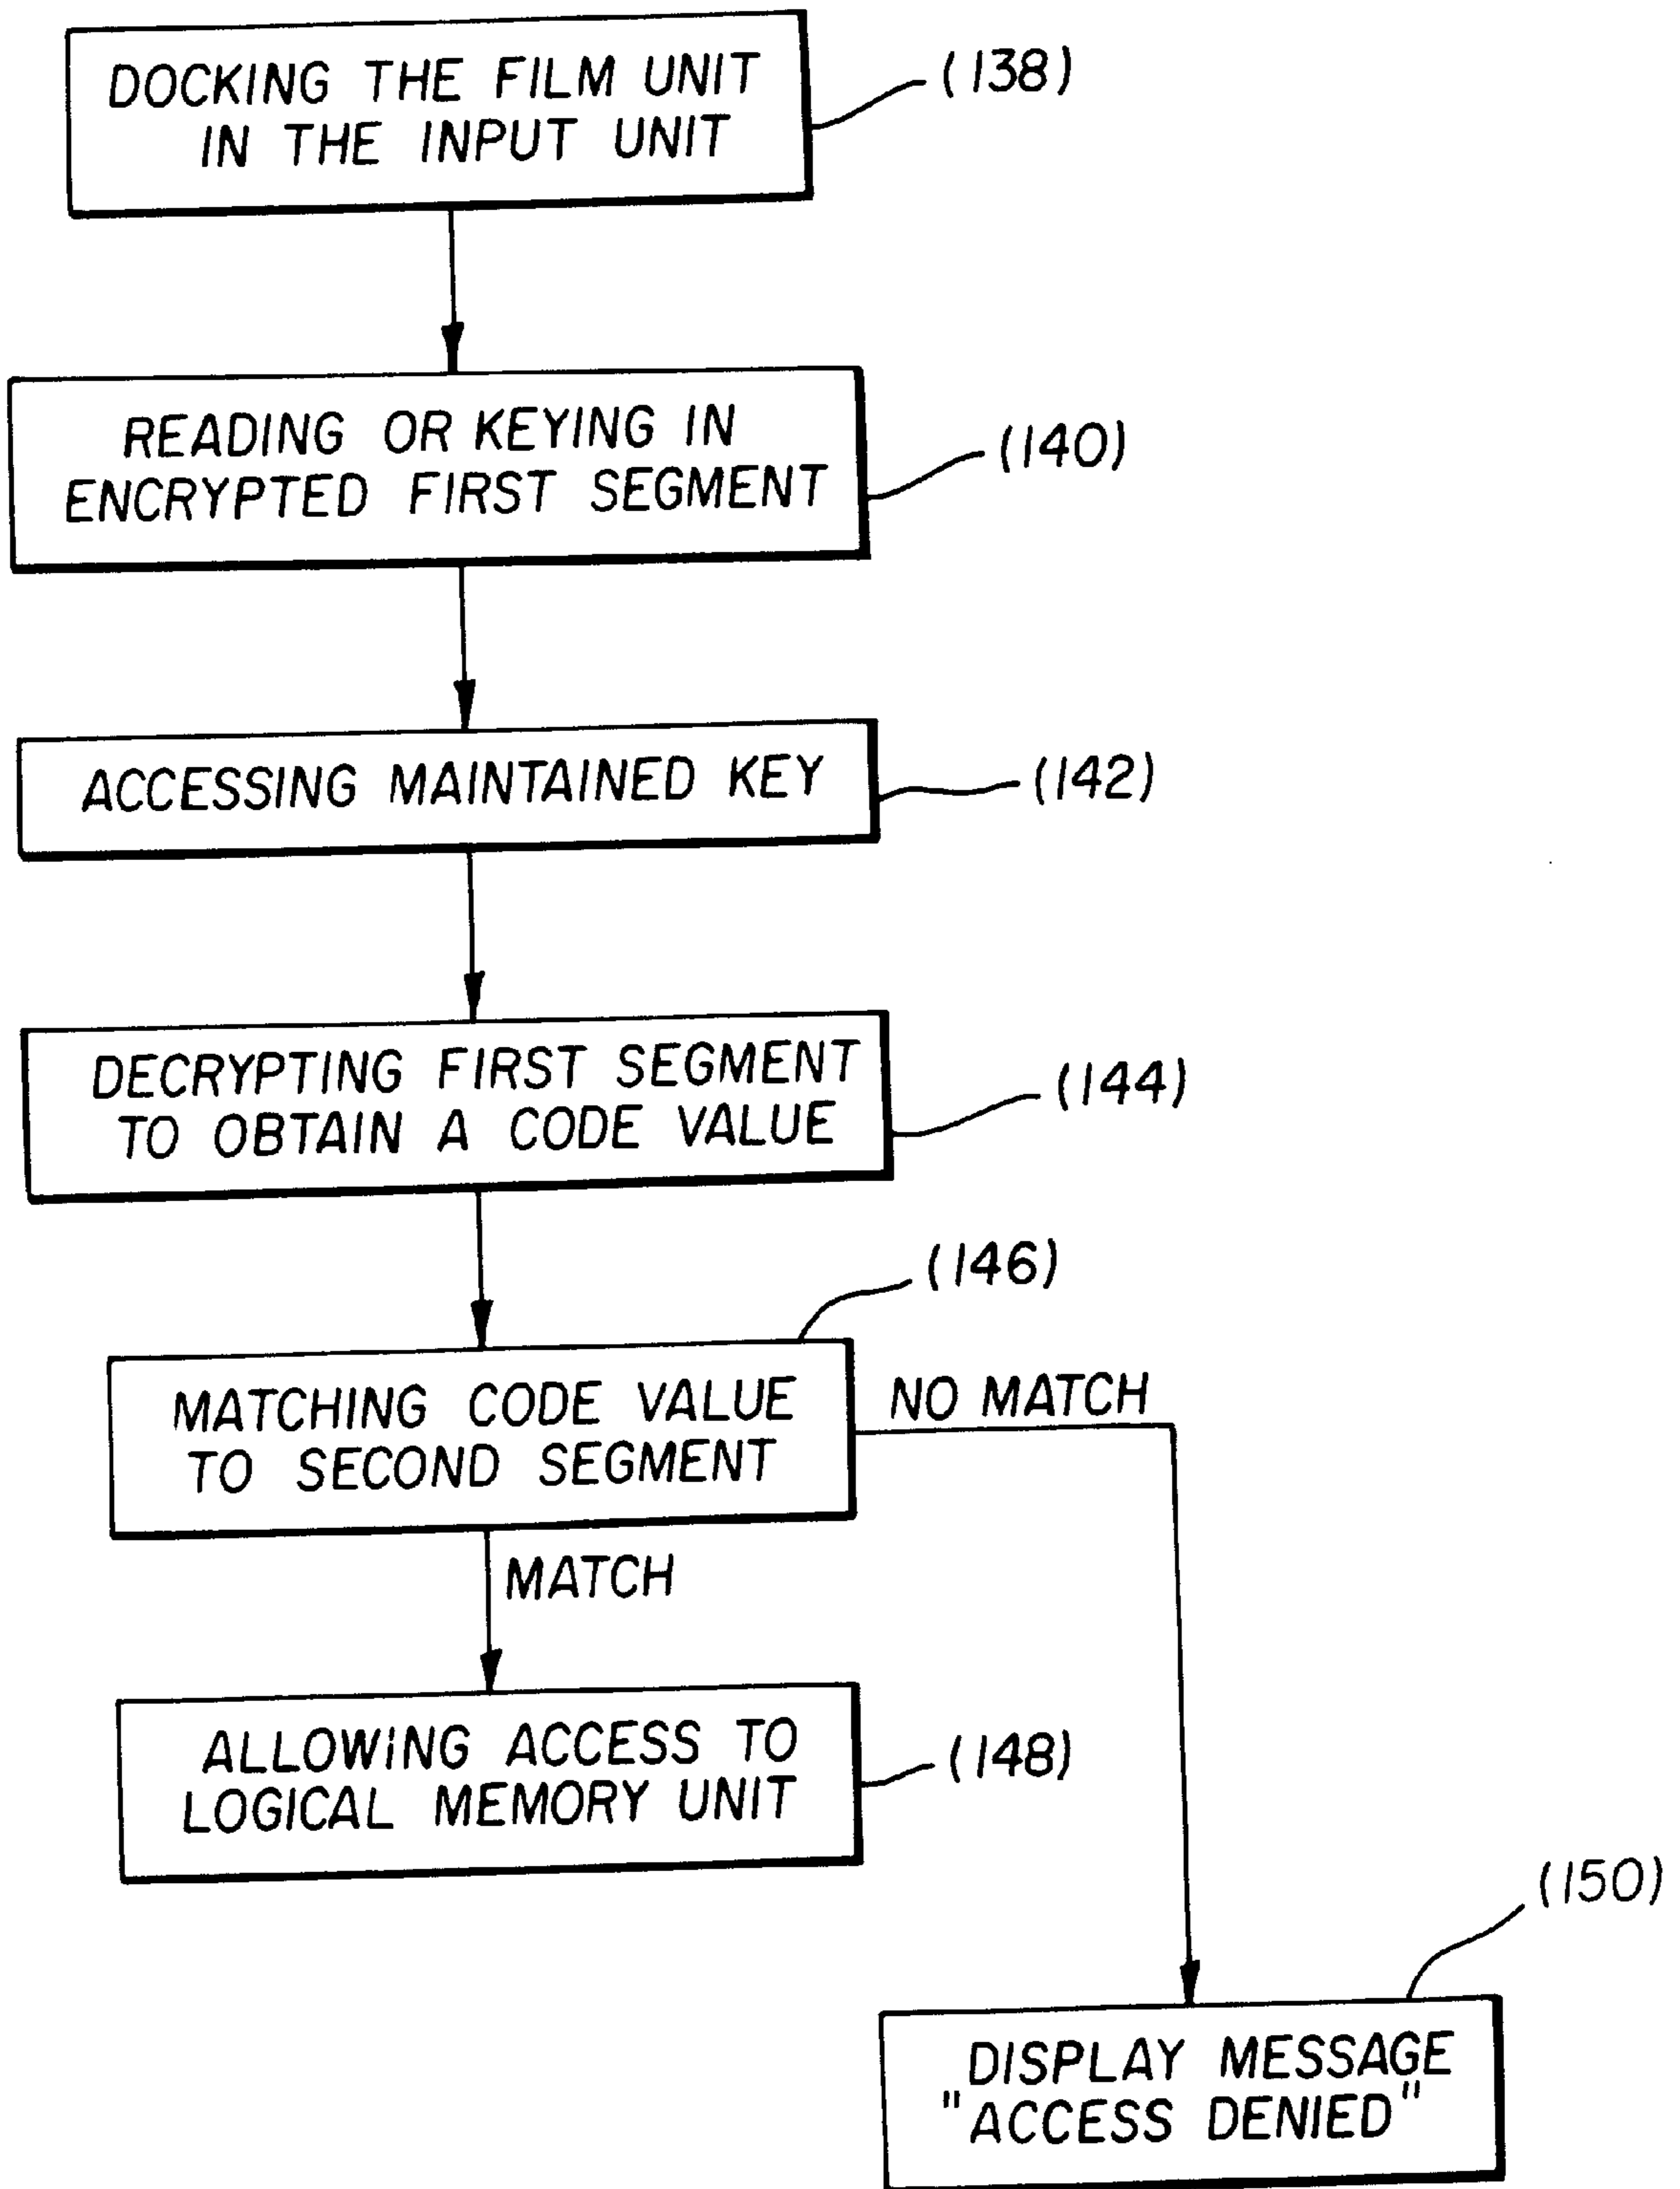 DOCKING THE FILM UNIT
IN THE INPUT UNIT
(138)
READING OR KEYING IN
ENCRYPTED FIRST SEGMENT
(140)
ACCESSING MAINTAINED KEY
(142)
DECRYPTING FIRST SEGMENT
TO OBTAIN A CODE VALUE
(144)
(146)
MATCHING CODE VALUE
TO SECOND SEGMENT
NO MATCH
MATCH
ALLOWING ACCESS TO
LOGICAL MEMORY UNIT
(148)
(150)
DISPLAY MESSAGE
"ACCESS DENIED"